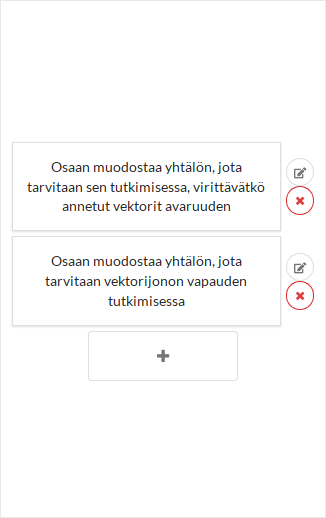 Osaan muodostaa yhtälön, jota
tarvitaan sen tutkimisessa, virittävätkö
annetut vektorit avaruuden
Osaan muodostaa yhtälön, jota
tarvitaan vektorijonon vapauden
tutkimisessa